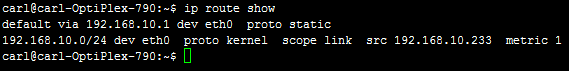 carl@carl-OptiPlex-790:~$ ip route show
default via 192.168.10.1 dev eth0  proto static
192.168.10.0/24 dev eth0  proto kernel  scope link  src 192.168.10.233  metric 1
carl@carl-OptiPlex-790:~$